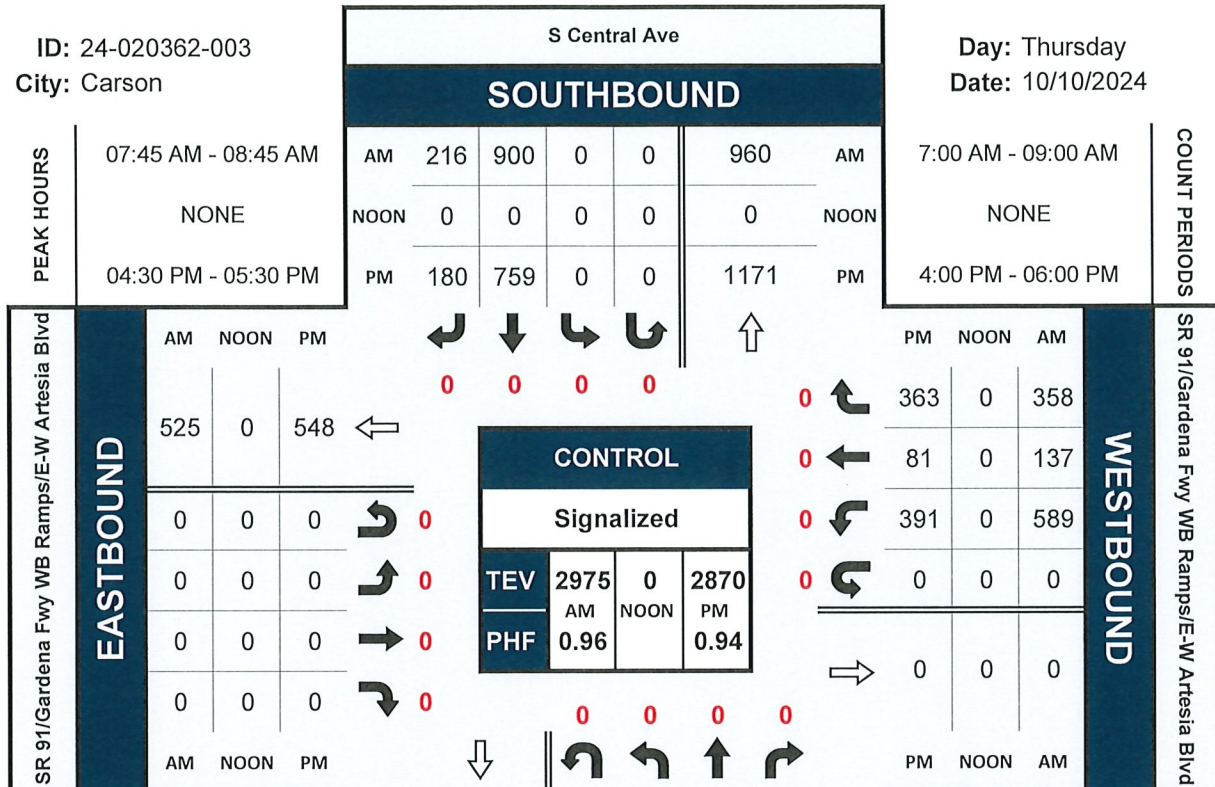 ID: 24-020362-003
City: Carson
S Central Ave
SOUTHBOUND
Day: Thursday
Date: 10/10/2024
PEAK HOURS
07:45 AM - 08:45 AM
NONE
04:30 PM - 05:30 PM
AM 216 900 0 0 960 AM
NOON 0 0 0 0 0 NOON
PM 180 759 0 0 1171 PM
7:00 AM - 09:00 AM
NONE
4:00 PM - 06:00 PM
COUNT PERIODS
0 0 0 0
SR 91/Gardena Fwy WB Ramps/E-W Artesia Blvd
EASTBOUND
AM NOON PM
525 0 548
0 0 0 0
0 0 0 0
0 0 0 0
0 0 0 0
AM NOON PM
CONTROL
Signalized
TEV 2975 0 2870
AM NOON PM
PHF 0.96 0.94
PM NOON AM
0 363 0 358
0 81 0 137
0 391 0 589
0 0 0 0
0 0 0
PM NOON AM
WESTBOUND
SR 91/Gardena Fwy WB Ramps/E-W Artesia Blvd
0 0 0 0